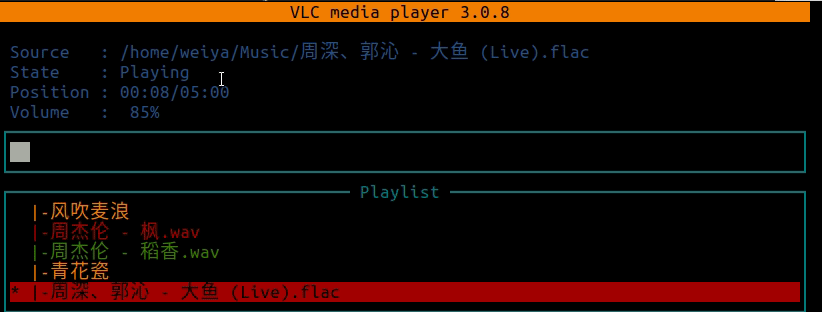 VLC media player 3.0.8
Source   : /home/weiya/Music/周深、郭沁 - 大鱼 (Live).flac
State    : Playing
Position : 00:08/05:00
Volume   :  85%
Playlist
|-风吹麦浪
|-周杰伦 - 枫.wav
|-周杰伦 - 稻香.wav
|-青花瓷
* |-周深、郭沁 - 大鱼 (Live).flac